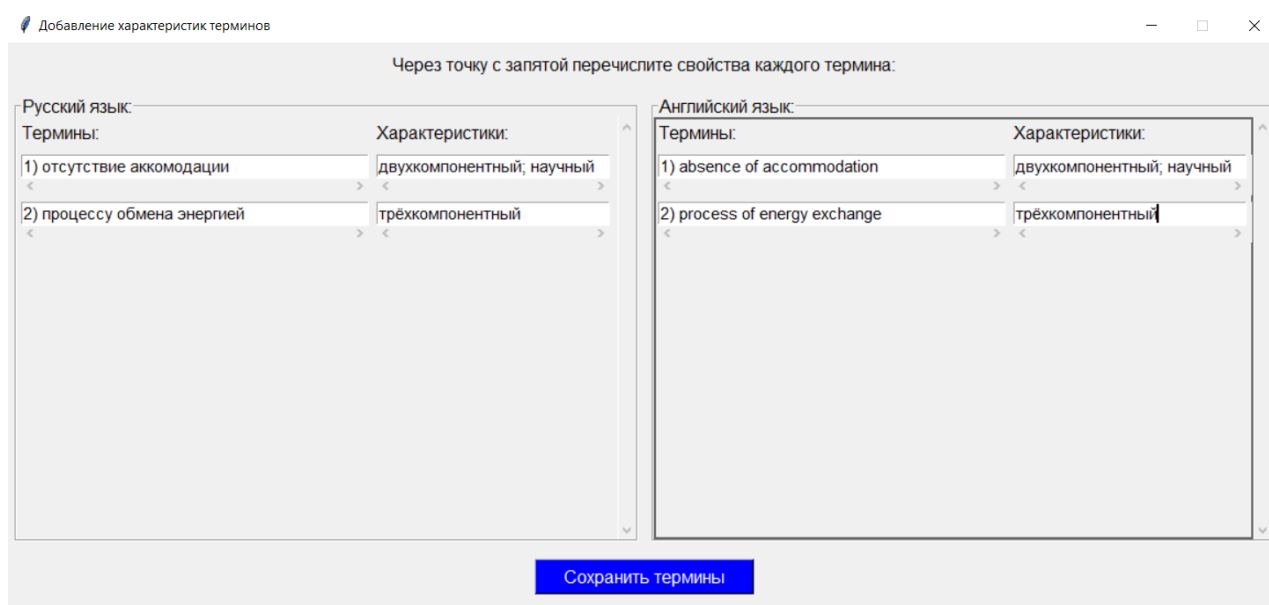 Добавление характеристик терминов
Через точку с запятой перечислите свойства каждого термина:
Русский язык:
Термины: Характеристики:
1) отсутствие аккомодации двухкомпонентный; научный
2) процессу обмена энергией трёхкомпонентный
Английский язык:
Термины: Характеристики:
1) absence of accommodation двухкомпонентный; научный
2) process of energy exchange трёхкомпонентный
Сохранить термины